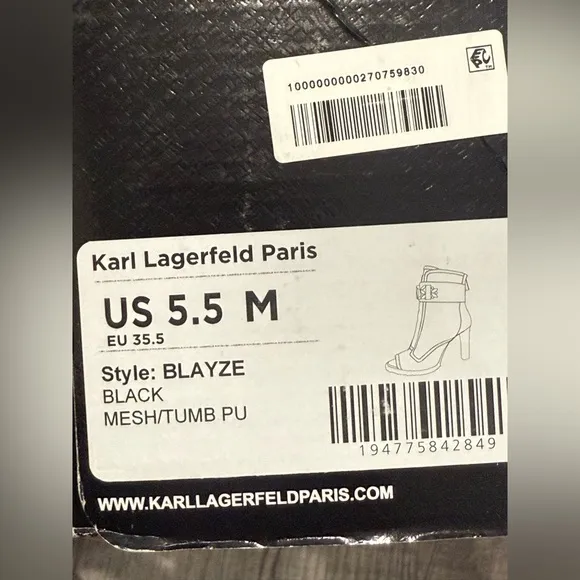 1000000000270759830
Karl Lagerfeld Paris
US 5.5 M
EU 35.5
Style: BLAYZE
BLACK
MESH/TUMB PU
194775842849
WWW.KARLLAGERFELDPARIS.COM